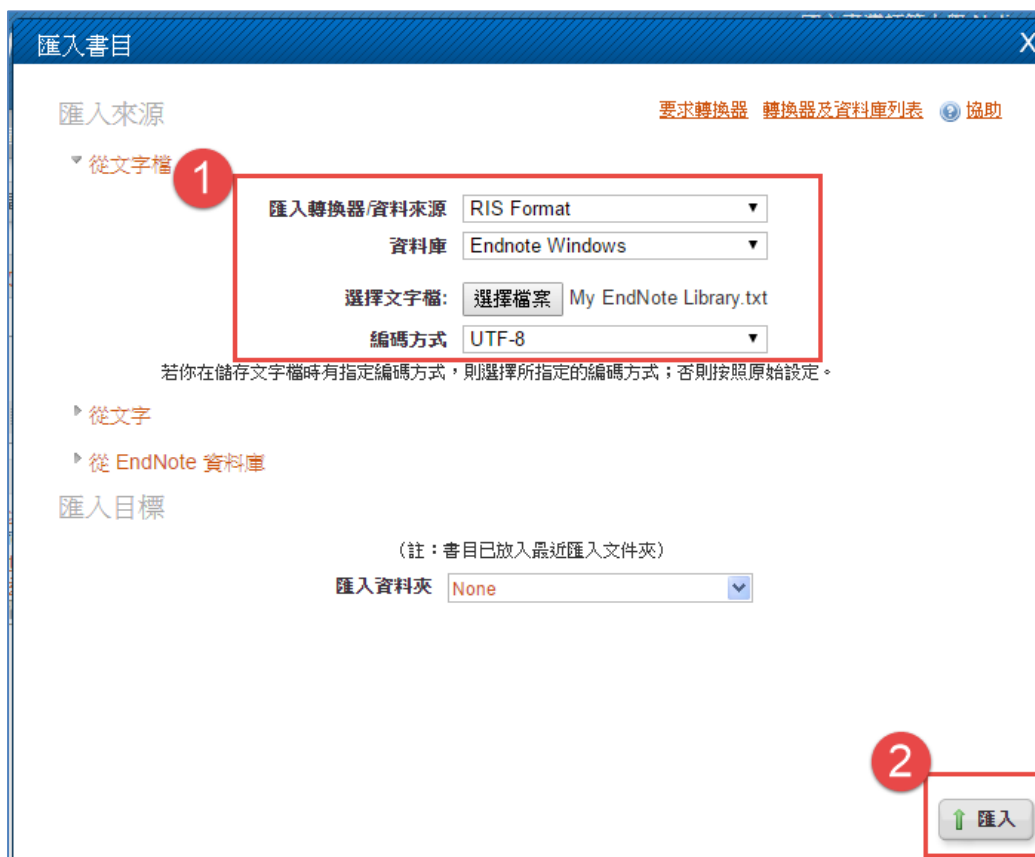 匯入書目
X
匯入來源
要求轉換器 轉換器及資料庫列表 協助
從文字檔
1
匯入轉換器/資料來源 RIS Format
資料庫 Endnote Windows
選擇文字檔: 選擇檔案 My EndNote Library.txt
編碼方式 UTF-8
若你在儲存文字檔時有指定編碼方式，則選擇所指定的編碼方式；否則按照原始設定。
從文字
從 EndNote 資料庫
匯入目標
（註：書目已放入最近匯入文件夾）
匯入資料夾 None
2
匯入